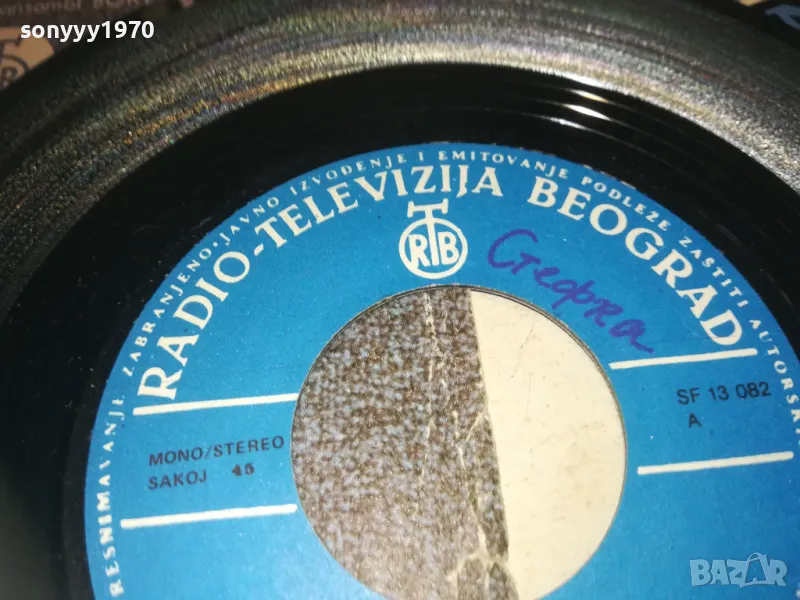 sonyyy1970
PRESNIMAVANJE ZABRANJENO·JAVNO IZVOĐENJE I EMITOVANJE PODLEŽE ZAŠTITI AUTORSKI
RADIO-TELEVIZIJA BEOGRAD
RTB
Стефка
MONO/STEREO
SAKOJ 45
SF 13 082
A
BAZAR